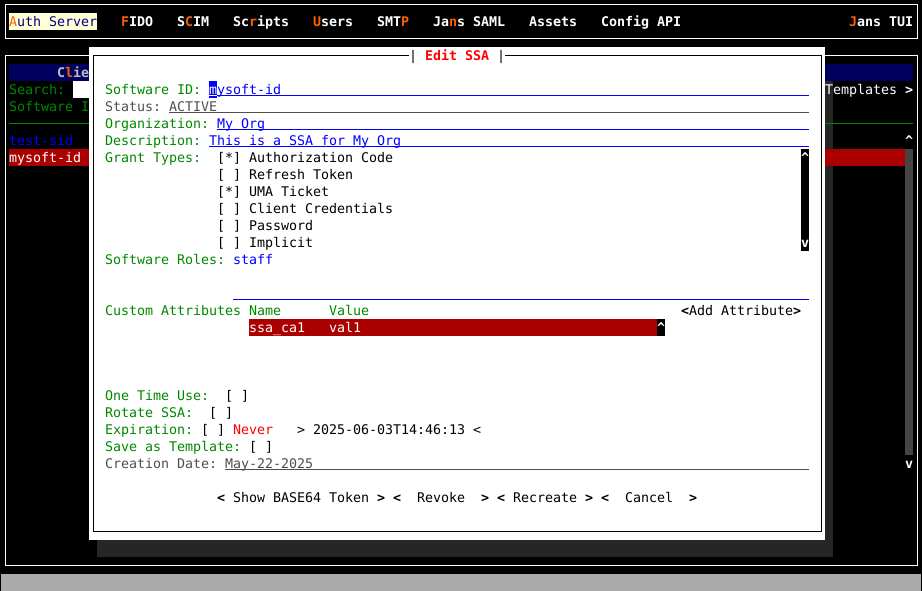 Auth Server FIDO SCIM Scripts Users SMTP Jans SAML Assets Config API Jans TUI
| Edit SSA |
Clie
Search:
Templates >
Software I
test-sid ^
mysoft-id
v
Software ID: mysoft-id
Status: ACTIVE
Organization: My Org
Description: This is a SSA for My Org
Grant Types: [*] Authorization Code ^
[ ] Refresh Token
[*] UMA Ticket
[ ] Client Credentials
[ ] Password
[ ] Implicit v
Software Roles: staff
Custom Attributes Name Value <Add Attribute>
ssa_ca1 val1 ^
One Time Use: [ ]
Rotate SSA: [ ]
Expiration: [ ] Never > 2025-06-03T14:46:13 <
Save as Template: [ ]
Creation Date: May-22-2025
< Show BASE64 Token > < Revoke > < Recreate > < Cancel >